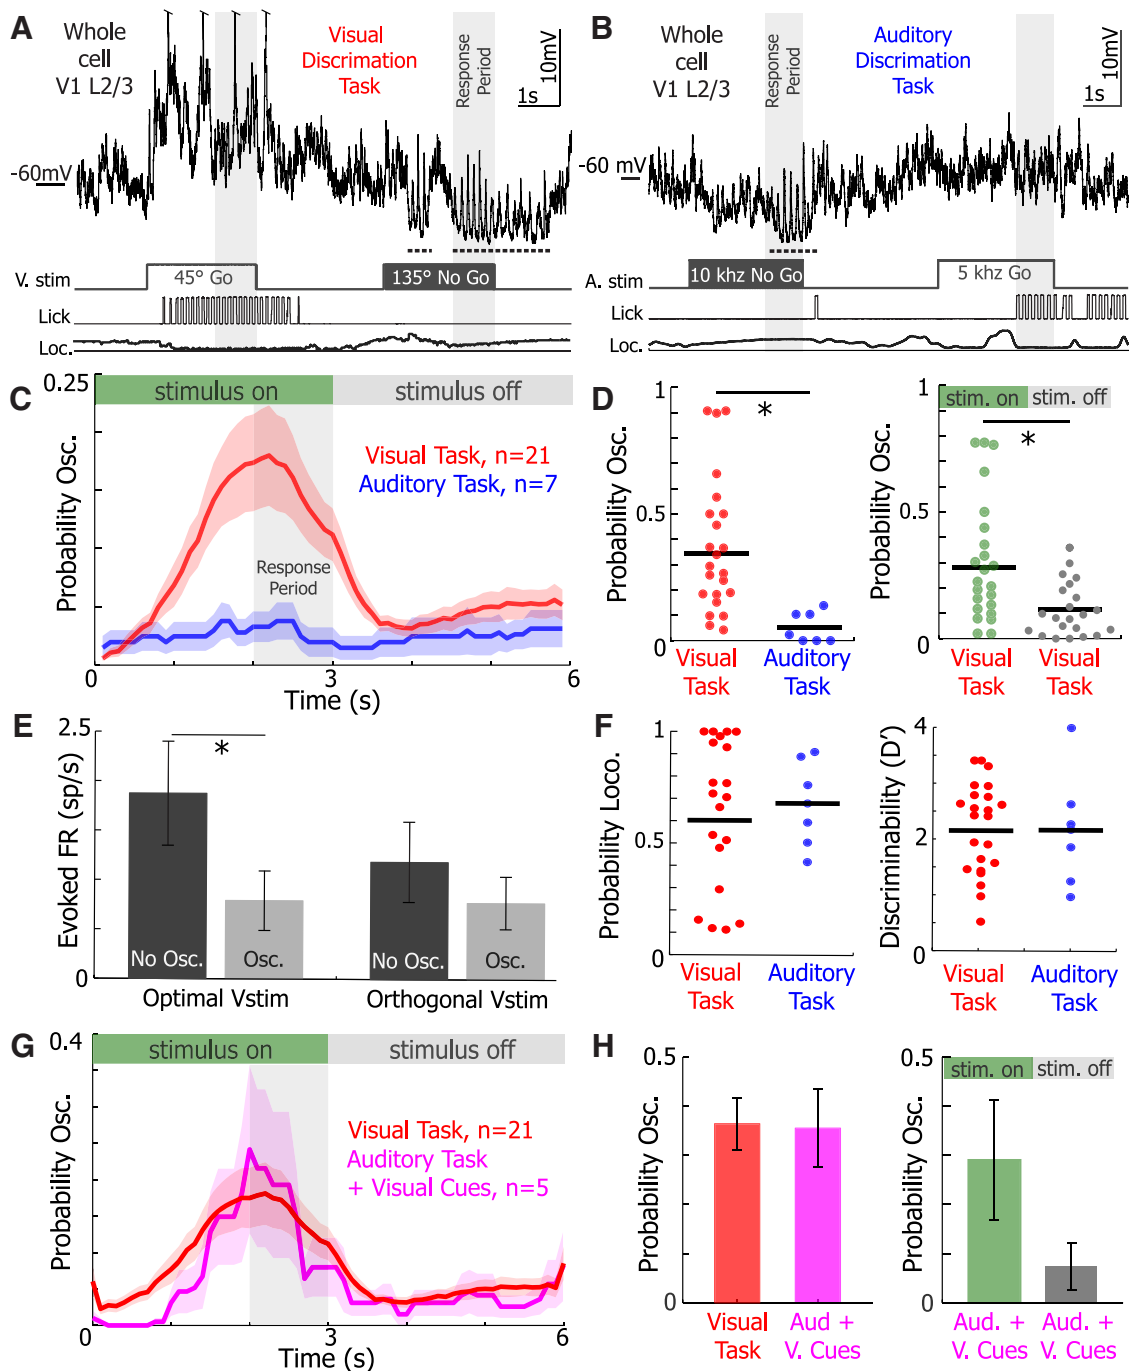 A
Whole
cell
V1 L2/3
Visual
Discrimation
Task
Response
Period
10mV
1s
-60mV
V. stim
45° Go
135° No Go
Lick
Loc.
B
Whole
cell
V1 L2/3
Response
Period
Auditory
Discrimation
Task
10mV
1s
-60 mV
A. stim
10 khz No Go
5 khz Go
Lick
Loc.
C
0.25
stimulus on
stimulus off
Visual Task, n=21
Auditory Task, n=7
Response
Period
Probability Osc.
0
3
6
Time (s)
D
1
0.5
0
Probability Osc.
*
Visual
Task
Auditory
Task
1
0.5
0
Probability Osc.
stim. on
stim. off
*
Visual
Task
Visual
Task
E
2.5
0
Evoked FR (sp/s)
*
No Osc.
Osc.
No Osc.
Osc.
Optimal Vstim
Orthogonal Vstim
F
1
0.5
0
Probability Loco.
Visual
Task
Auditory
Task
4
2
0
Discriminability (D')
Visual
Task
Auditory
Task
G
0.4
stimulus on
stimulus off
Visual Task, n=21
Auditory Task
+ Visual Cues, n=5
Probability Osc.
0
3
6
Time (s)
H
0.5
0
Probability Osc.
Visual
Task
Aud +
V. Cues
0.5
0
Probability Osc.
stim. on
stim. off
Aud. +
V. Cues
Aud. +
V. Cues